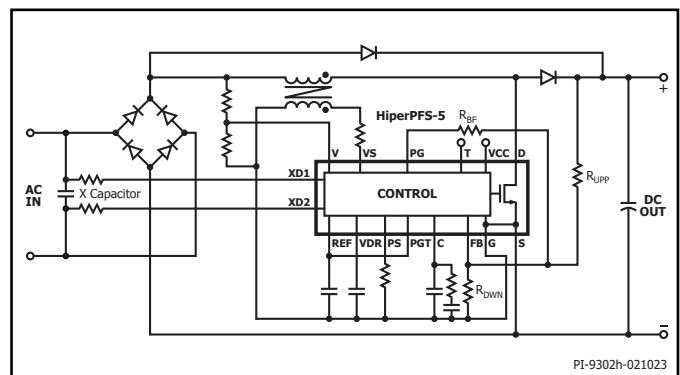 HiperPFS-5
R_BF
V
VS
PG
T
VCC
D
+
XD1
CONTROL
R_UPP
AC
IN
X Capacitor
DC
OUT
XD2
REF
VDR
PS
PGT
C
FB
G
S
R_DWN
–
PI-9302h-021023